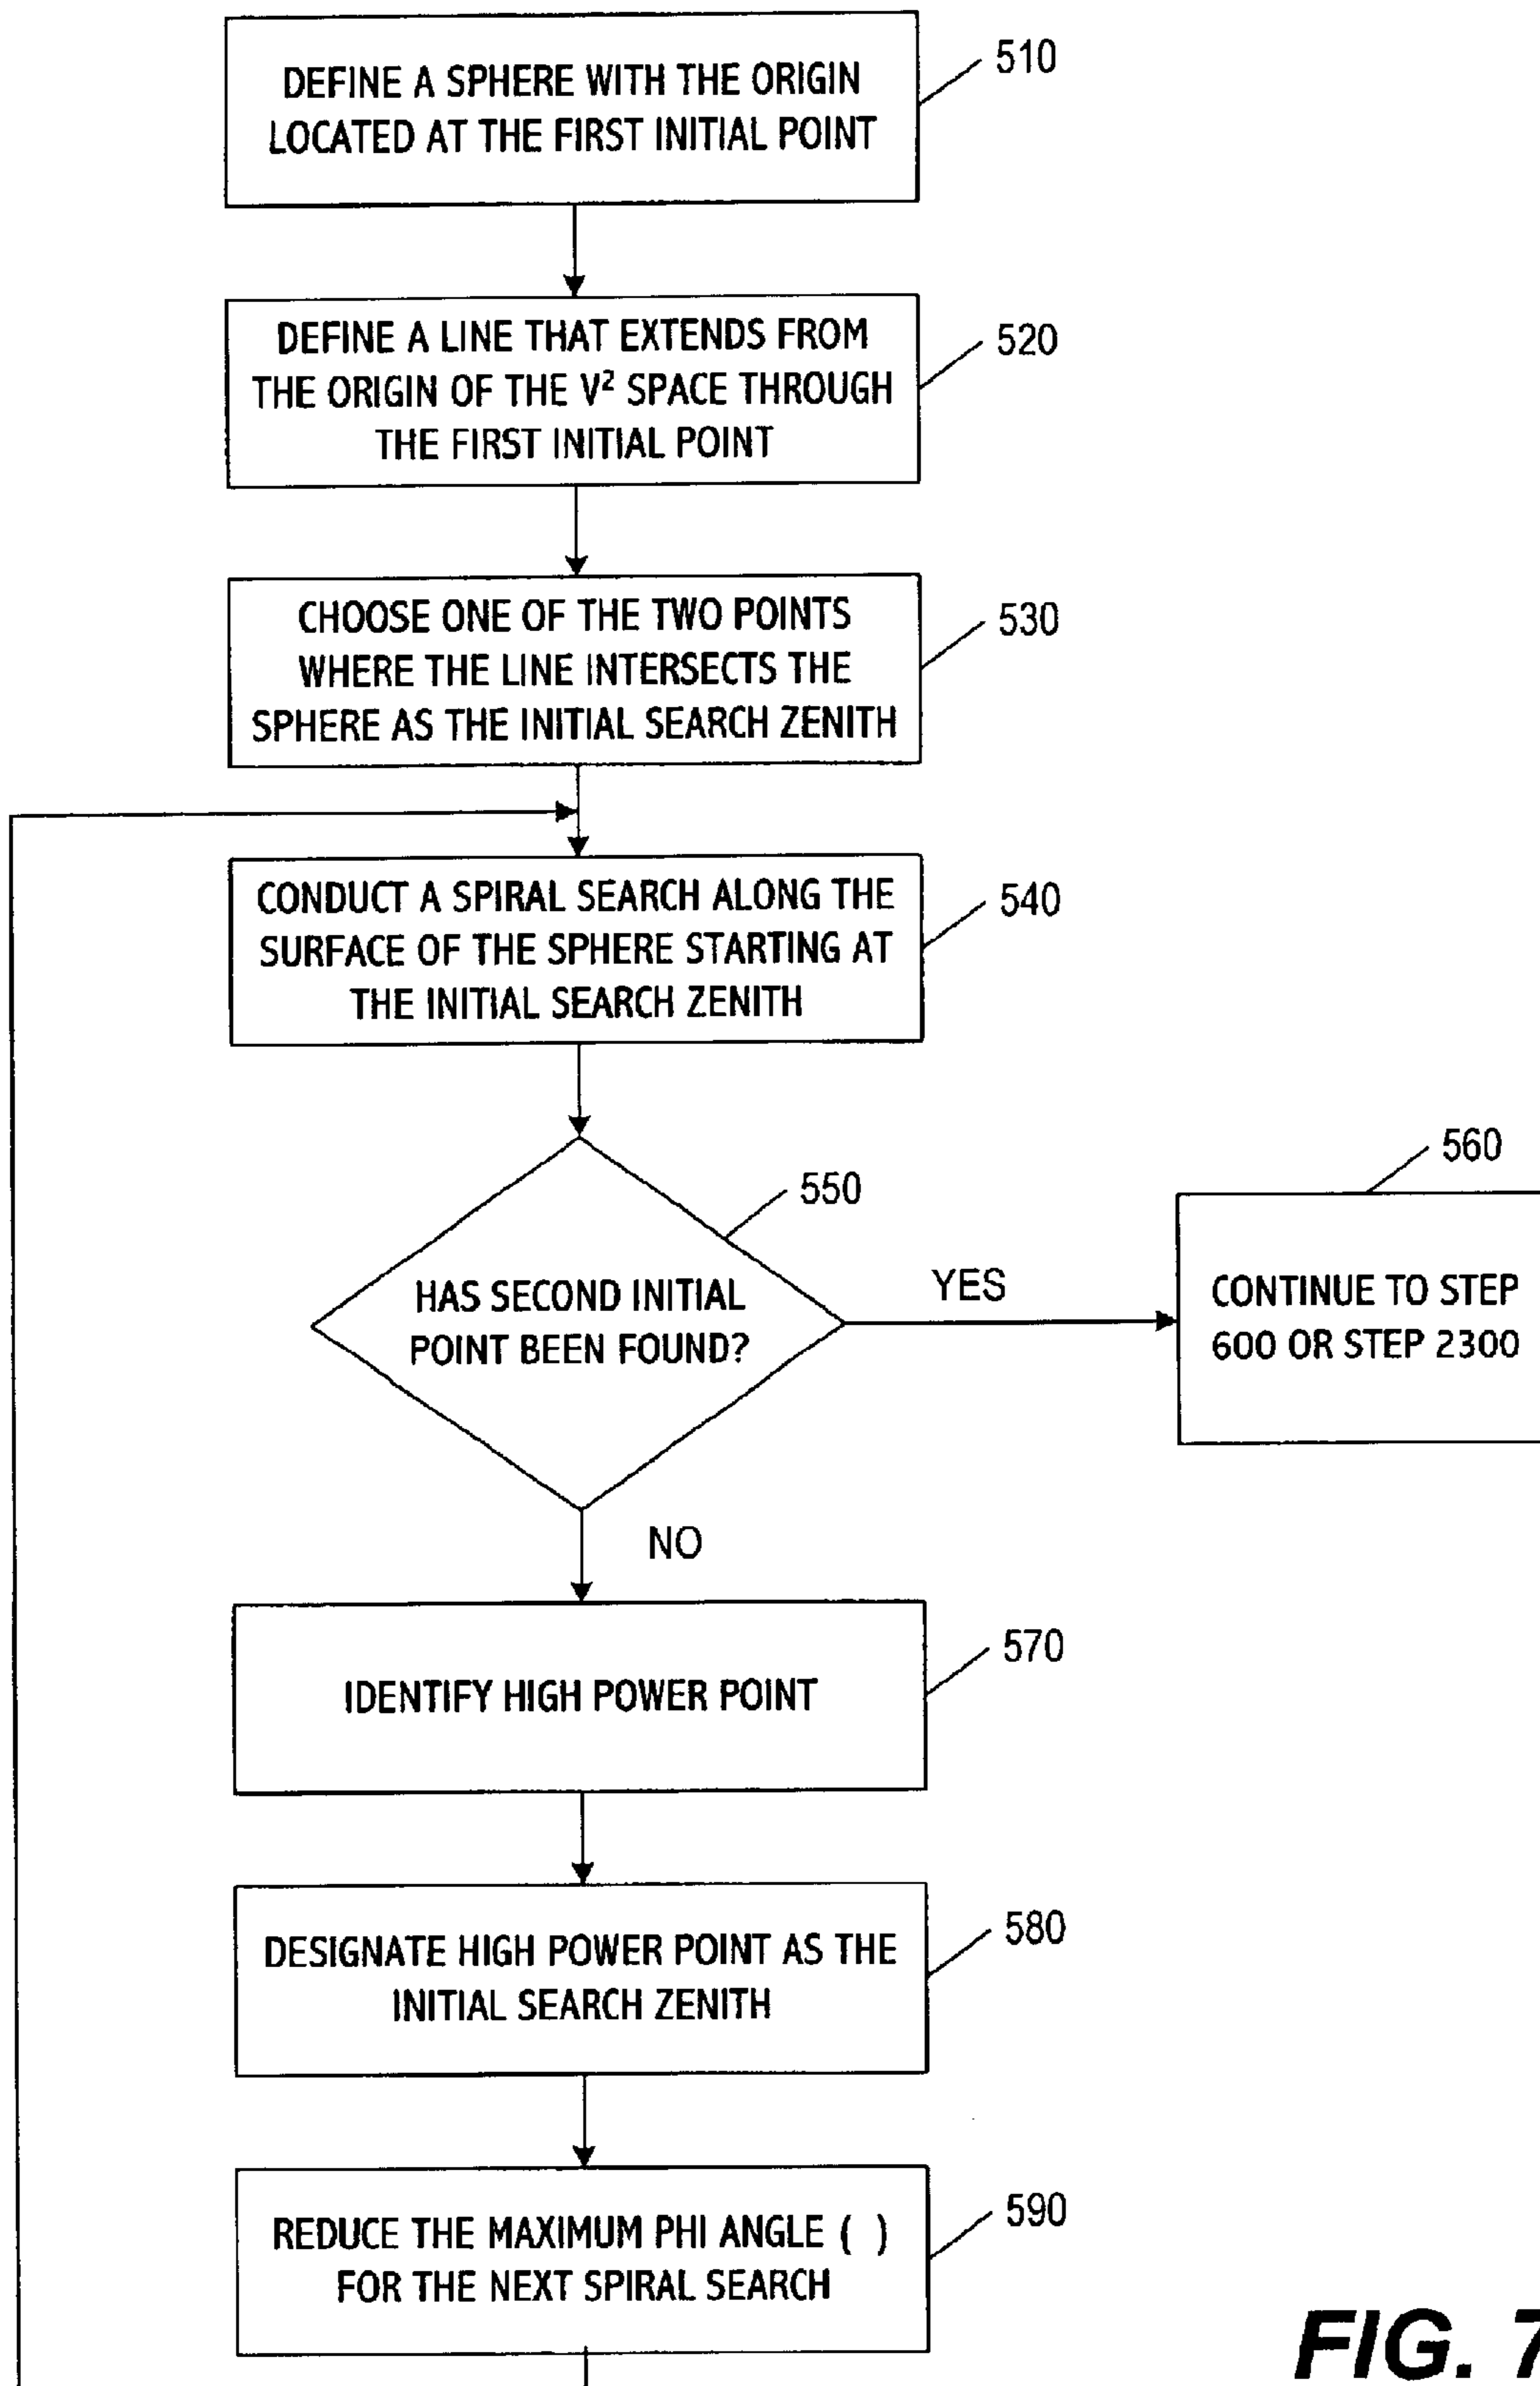 DEFINE A SPHERE WITH THE ORIGIN
LOCATED AT THE FIRST INITIAL POINT
510
DEFINE A LINE THAT EXTENDS FROM
THE ORIGIN OF THE V² SPACE THROUGH
THE FIRST INITIAL POINT
520
CHOOSE ONE OF THE TWO POINTS
WHERE THE LINE INTERSECTS THE
SPHERE AS THE INITIAL SEARCH ZENITH
530
CONDUCT A SPIRAL SEARCH ALONG THE
SURFACE OF THE SPHERE STARTING AT
THE INITIAL SEARCH ZENITH
540
HAS SECOND INITIAL
POINT BEEN FOUND?
550
YES
560
CONTINUE TO STEP
600 OR STEP 2300
NO
IDENTIFY HIGH POWER POINT
570
DESIGNATE HIGH POWER POINT AS THE
INITIAL SEARCH ZENITH
580
REDUCE THE MAXIMUM PHI ANGLE ( )
FOR THE NEXT SPIRAL SEARCH
590
FIG. 7